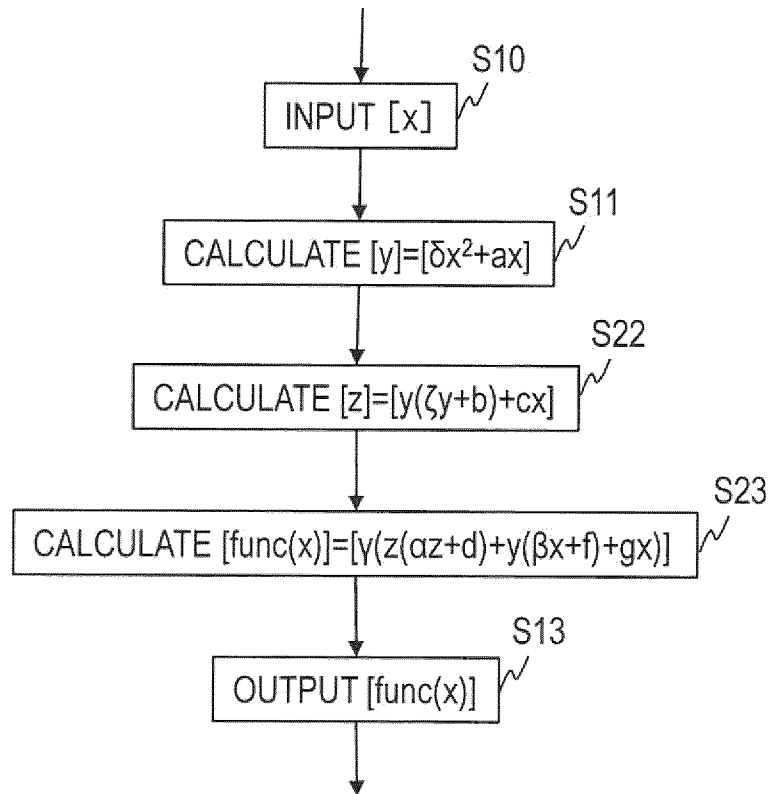 S10
INPUT [x]
S11
CALCULATE [y]=[δx²+ax]
S22
CALCULATE [z]=[y(ζy+b)+cx]
S23
CALCULATE [func(x)]=[γ(z(αz+d)+y(βx+f)+gx)]
S13
OUTPUT [func(x)]